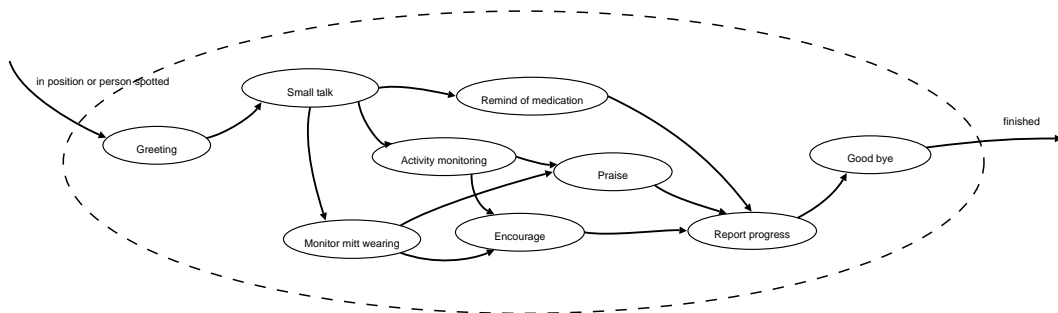 in position or person spotted
Small talk
Remind of medication
finished
Greeting
Activity monitoring
Good bye
Praise
Monitor mitt wearing
Encourage
Report progress